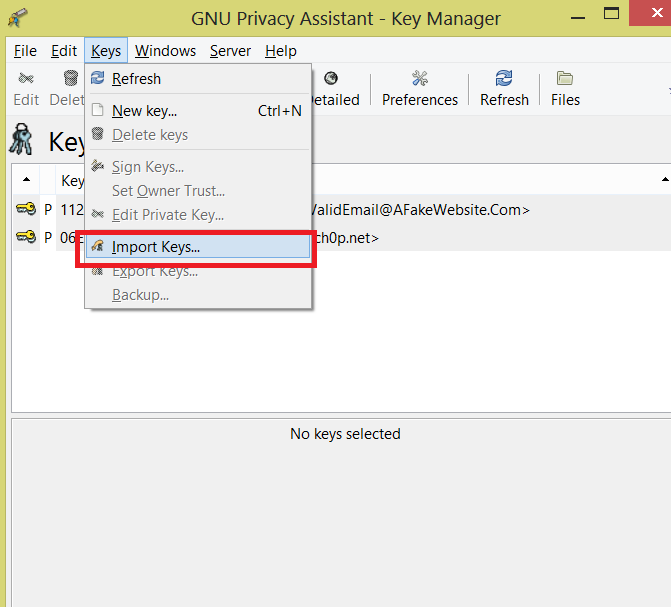 GNU Privacy Assistant - Key Manager
File Edit Keys Windows Server Help
Edit Delet etailed Preferences Refresh Files
Refresh
New key... Ctrl+N
Delete keys
Sign Keys...
Set Owner Trust...
Edit Private Key...
Import Keys...
Export Keys...
Backup...
Key
P 112 ValidEmail@AFakeWebsite.Com>
P 06 ch0p.net>
No keys selected